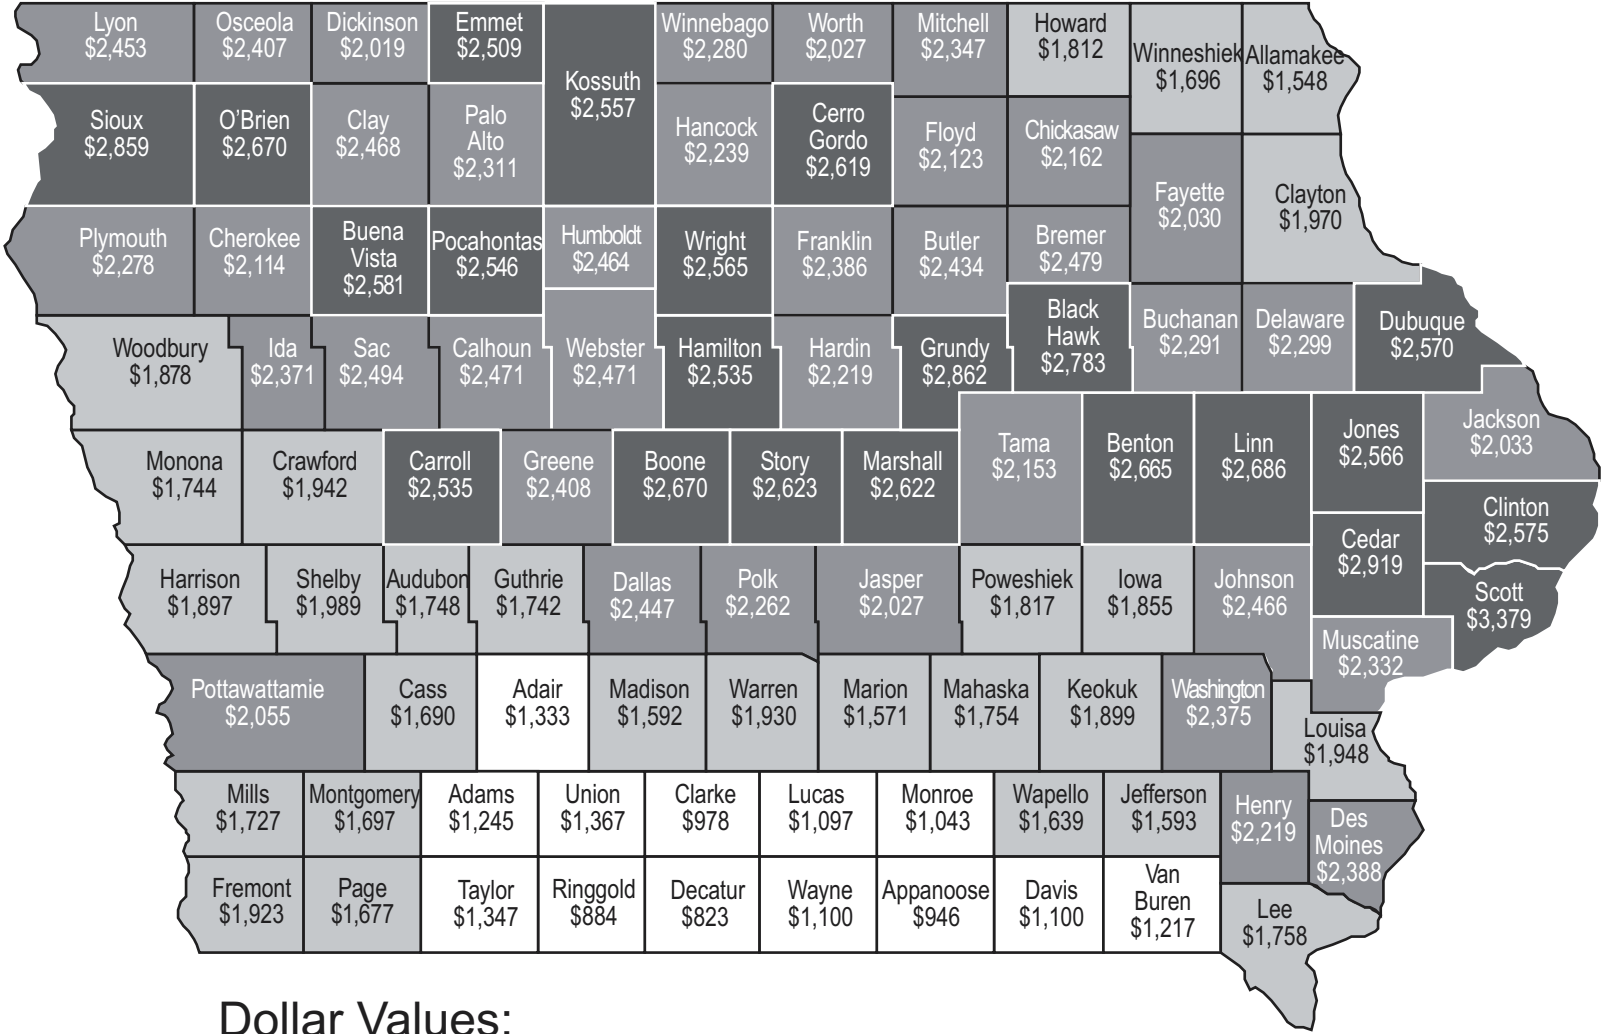 Lyon
$2,453
Osceola
$2,407
Dickinson
$2,019
Emmet
$2,509
Kossuth
$2,557
Winnebago
$2,280
Worth
$2,027
Mitchell
$2,347
Howard
$1,812
Winneshiek
$1,696
Allamakee
$1,548
Sioux
$2,859
O'Brien
$2,670
Clay
$2,468
Palo
Alto
$2,311
Hancock
$2,239
Cerro
Gordo
$2,619
Floyd
$2,123
Chickasaw
$2,162
Fayette
$2,030
Clayton
$1,970
Plymouth
$2,278
Cherokee
$2,114
Buena
Vista
$2,581
Pocahontas
$2,546
Humboldt
$2,464
Wright
$2,565
Franklin
$2,386
Butler
$2,434
Bremer
$2,479
Woodbury
$1,878
Ida
$2,371
Sac
$2,494
Calhoun
$2,471
Webster
$2,471
Hamilton
$2,535
Hardin
$2,219
Grundy
$2,862
Black
Hawk
$2,783
Buchanan
$2,291
Delaware
$2,299
Dubuque
$2,570
Monona
$1,744
Crawford
$1,942
Carroll
$2,535
Greene
$2,408
Boone
$2,670
Story
$2,623
Marshall
$2,622
Tama
$2,153
Benton
$2,665
Linn
$2,686
Jones
$2,566
Jackson
$2,033
Clinton
$2,575
Cedar
$2,919
Scott
$3,379
Harrison
$1,897
Shelby
$1,989
Audubon
$1,748
Guthrie
$1,742
Dallas
$2,447
Polk
$2,262
Jasper
$2,027
Poweshiek
$1,817
Iowa
$1,855
Johnson
$2,466
Muscatine
$2,332
Pottawattamie
$2,055
Cass
$1,690
Adair
$1,333
Madison
$1,592
Warren
$1,930
Marion
$1,571
Mahaska
$1,754
Keokuk
$1,899
Washington
$2,375
Louisa
$1,948
Mills
$1,727
Montgomery
$1,697
Adams
$1,245
Union
$1,367
Clarke
$978
Lucas
$1,097
Monroe
$1,043
Wapello
$1,639
Jefferson
$1,593
Henry
$2,219
Des
Moines
$2,388
Fremont
$1,923
Page
$1,677
Taylor
$1,347
Ringgold
$884
Decatur
$823
Wayne
$1,100
Appanoose
$946
Davis
$1,100
Van
Buren
$1,217
Lee
$1,758
Dollar Values: